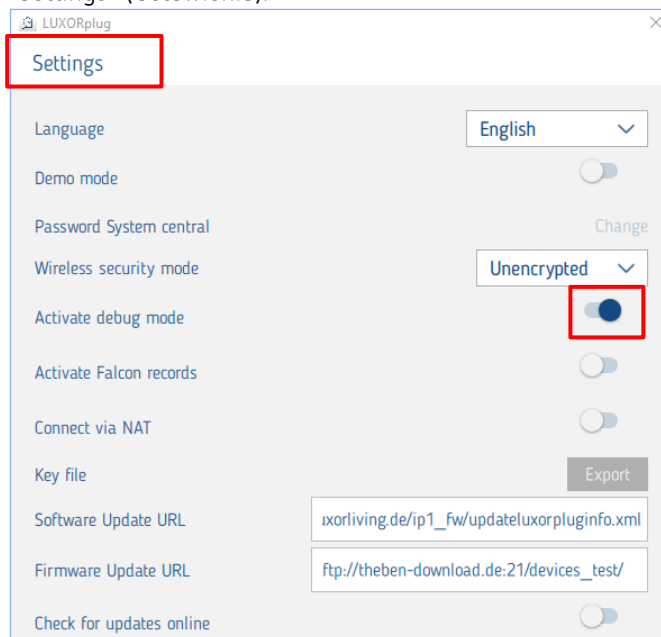 LUXORplug
Settings
Language English
Demo mode
Password System central Change
Wireless security mode Unencrypted
Activate debug mode
Activate Falcon records
Connect via NAT
Key file Export
Software Update URL uxorliving.de/ip1_fw/updateluxorpluginfo.xml
Firmware Update URL ftp://theben-download.de:21/devices_test/
Check for updates online